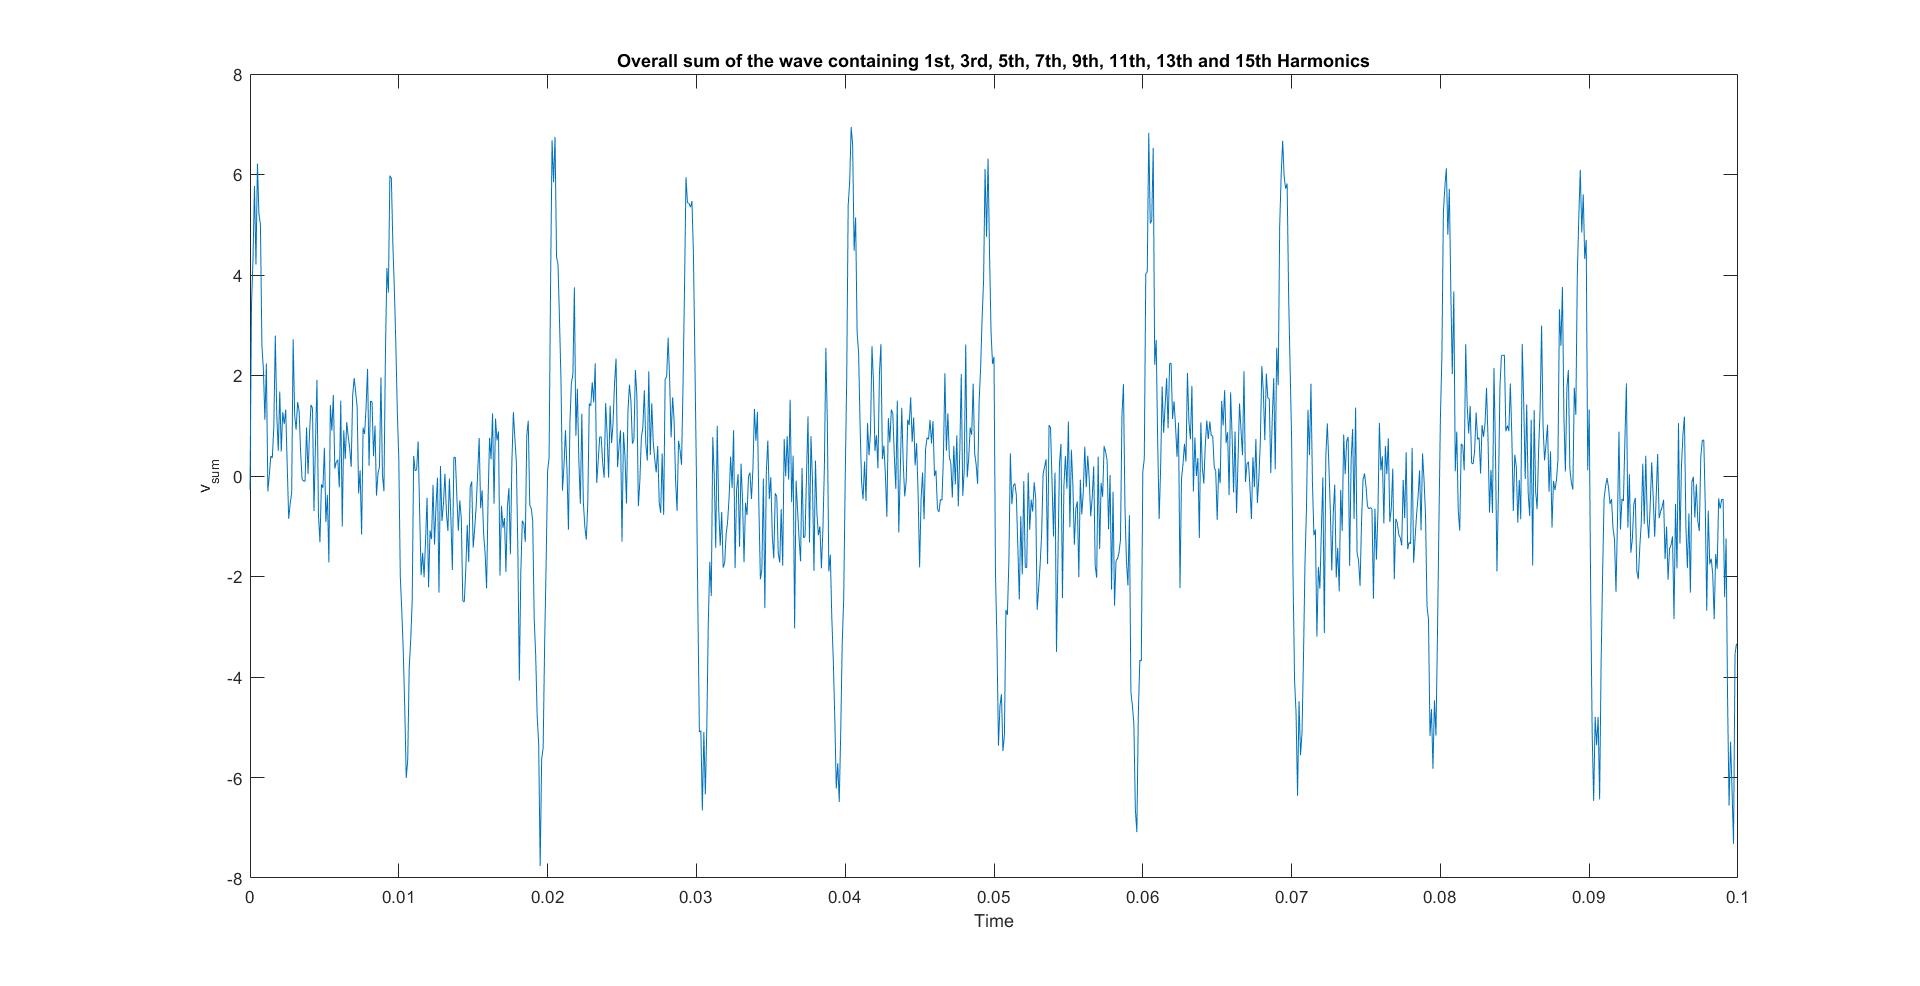 Overall sum of the wave containing 1st, 3rd, 5th, 7th, 9th, 11th, 13th and 15th Harmonics
8
6
4
2
0
-2
-4
-6
-8
v_sum
0 0.01 0.02 0.03 0.04 0.05 0.06 0.07 0.08 0.09 0.1
Time